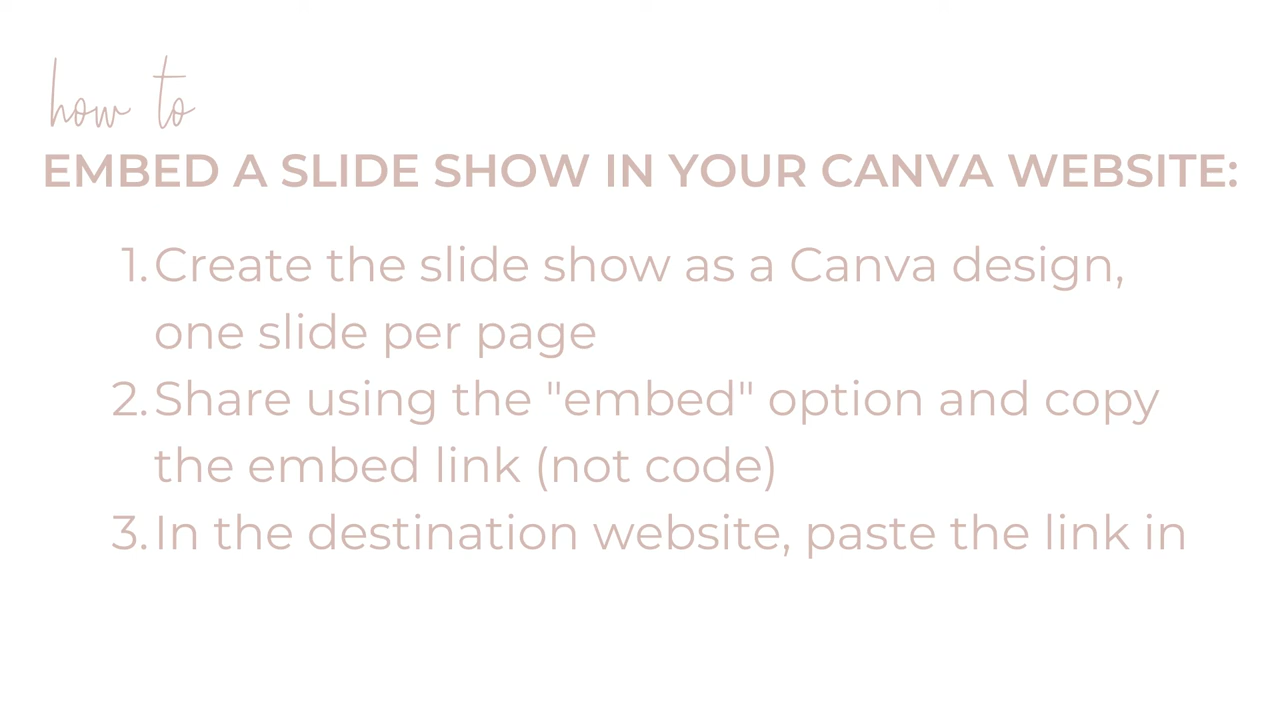 how to
EMBED A SLIDE SHOW IN YOUR CANVA WEBSITE:
1. Create the slide show as a Canva design,
one slide per page
2. Share using the "embed" option and copy
the embed link (not code)
3. In the destination website, paste the link in